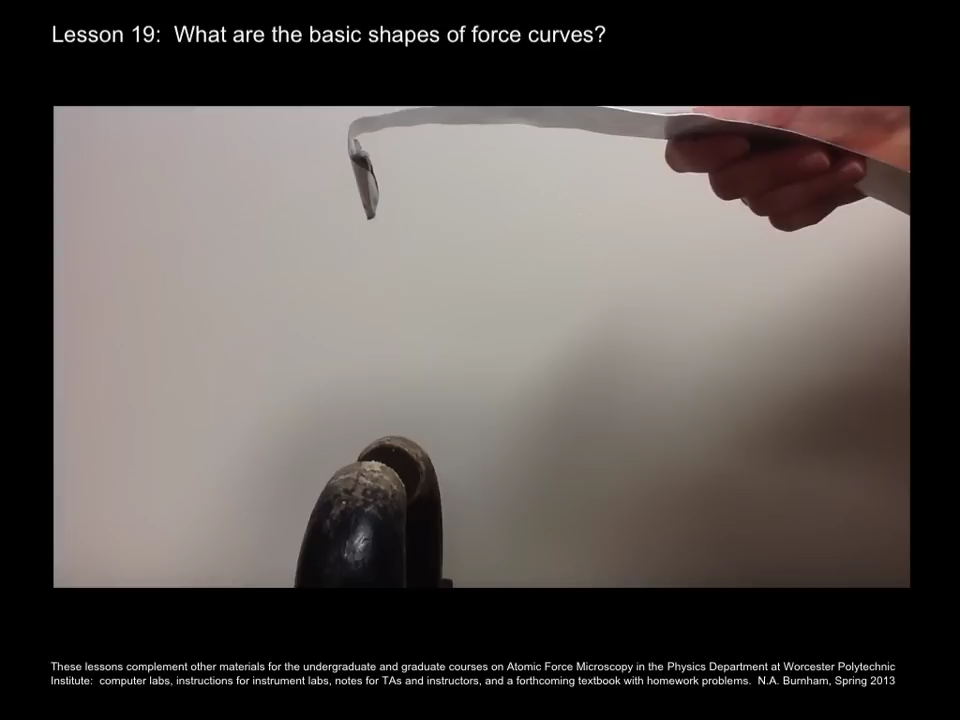 Lesson 19:  What are the basic shapes of force curves?
These lessons complement other materials for the undergraduate and graduate courses on Atomic Force Microscopy in the Physics Department at Worcester Polytechnic
Institute:  computer labs, instructions for instrument labs, notes for TAs and instructors, and a forthcoming textbook with homework problems.  N.A. Burnham, Spring 2013